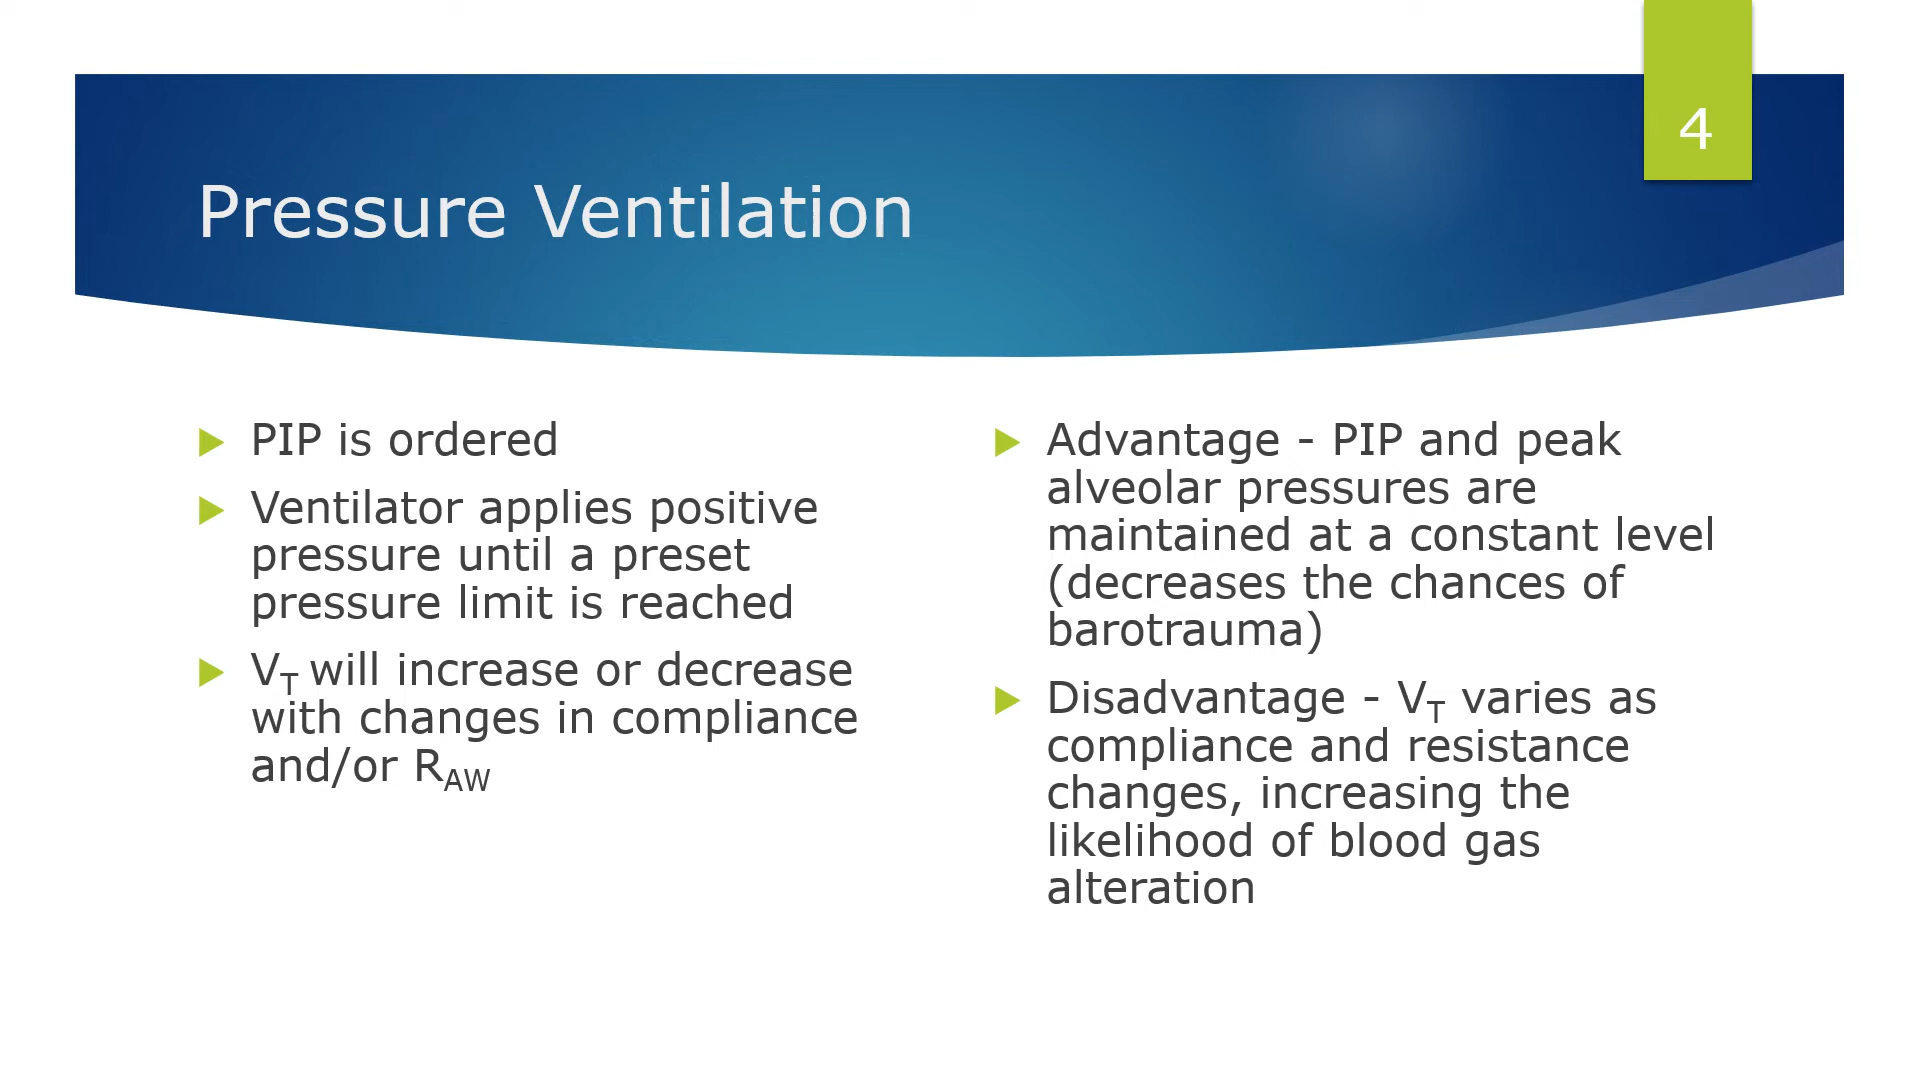 4
Pressure Ventilation
PIP is ordered
Ventilator applies positive
pressure until a preset
pressure limit is reached
VT will increase or decrease
with changes in compliance
and/or RAW
Advantage - PIP and peak
alveolar pressures are
maintained at a constant level
(decreases the chances of
barotrauma)
Disadvantage - VT varies as
compliance and resistance
changes, increasing the
likelihood of blood gas
alteration